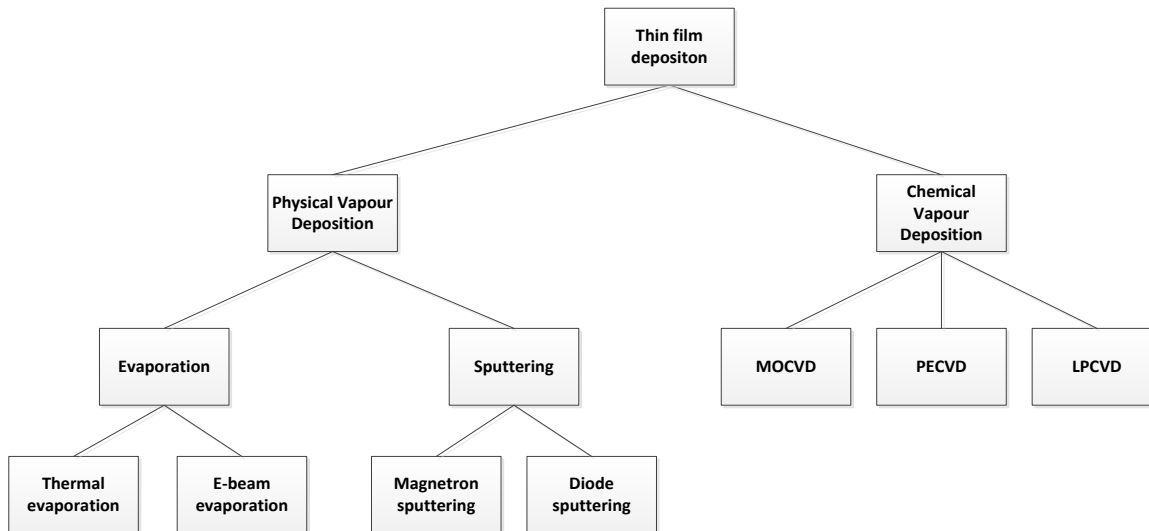 Thin film
depositon
Physical Vapour
Deposition
Chemical
Vapour
Deposition
Evaporation
Sputtering
MOCVD
PECVD
LPCVD
Thermal
evaporation
E-beam
evaporation
Magnetron
sputtering
Diode
sputtering